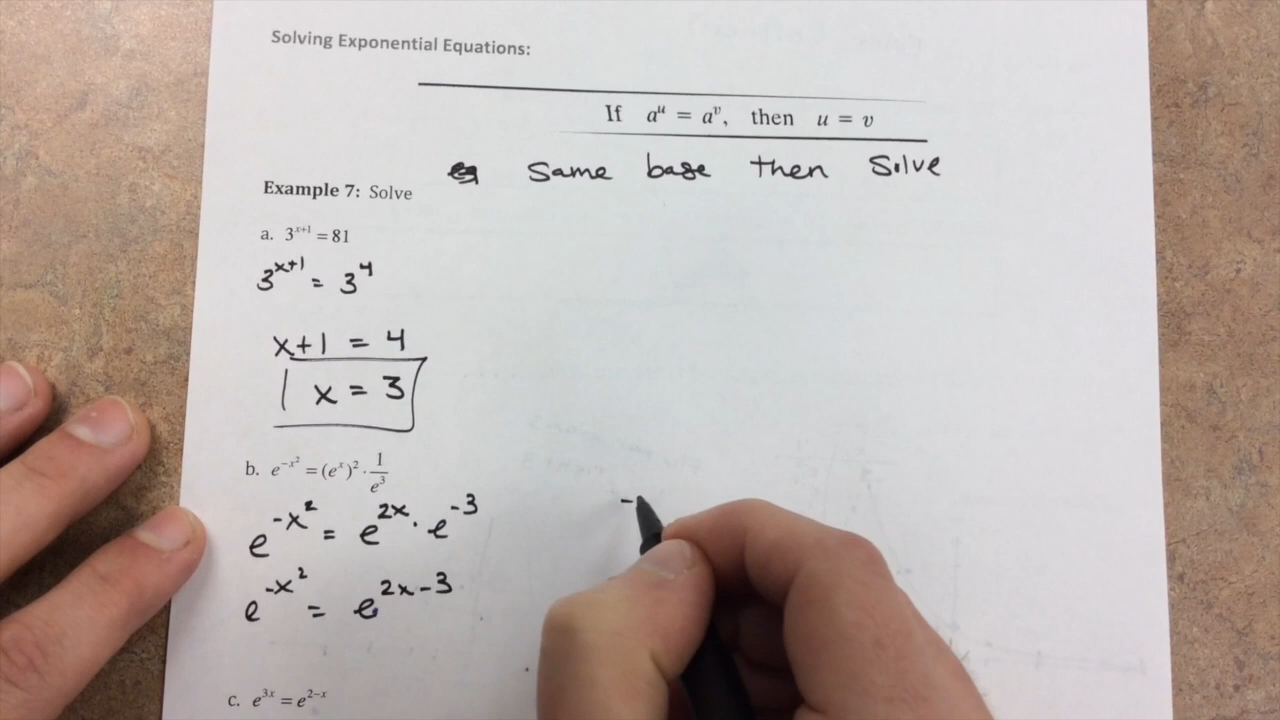 Solving Exponential Equations:
If a^u = a^v, then u = v
Same base then Solve
Example 7: Solve
a. 3^{x+1} = 81
3^{x+1} = 3^4
x+1 = 4
x = 3
b. e^{-x^2} = (e^x)^2 · 1/e^3
e^{-x^2} = e^{2x} · e^{-3}
e^{-x^2} = e^{2x-3}
-
c. e^{3x} = e^{2-x}